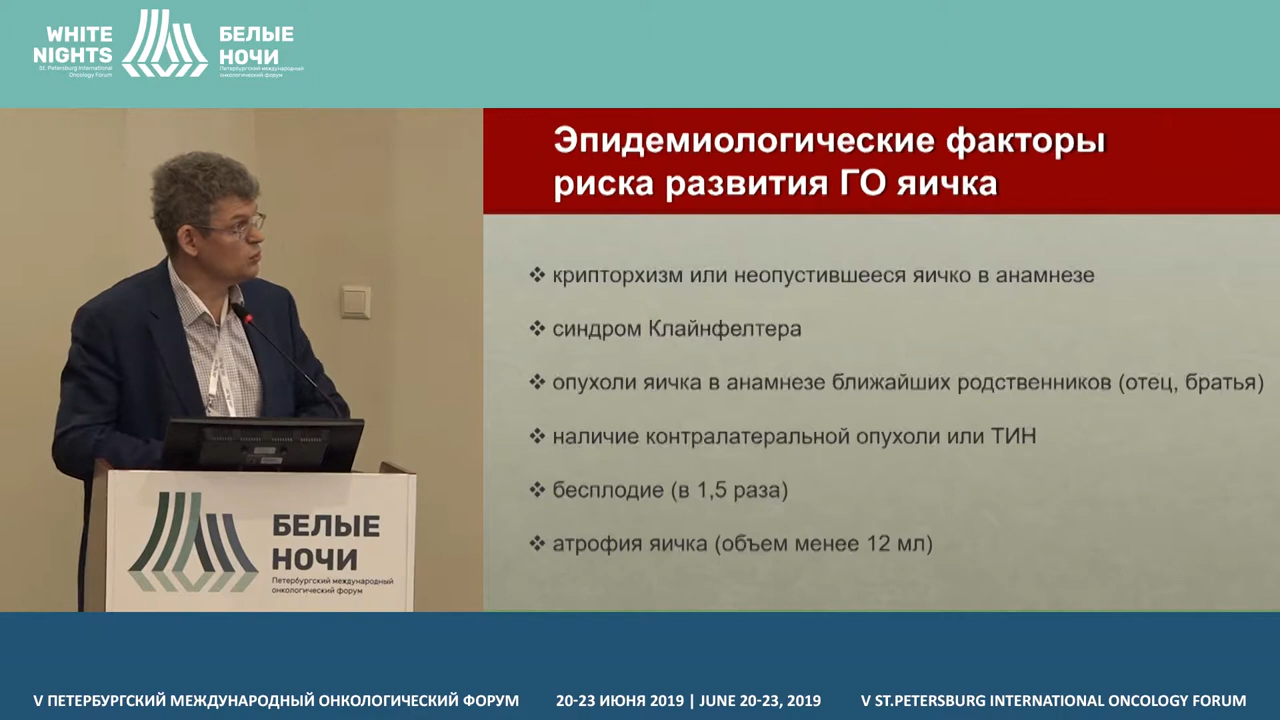 WHITE
NIGHTS
St. Petersburg International
Oncology Forum
БЕЛЫЕ
НОЧИ
Петербургский международный
онкологический форум
Эпидемиологические факторы
риска развития ГО яичка
❖ крипторхизм или неопустившееся яичко в анамнезе
❖ синдром Клайнфелтера
❖ опухоли яичка в анамнезе ближайших родственников (отец, братья)
❖ наличие контралатеральной опухоли или ТИН
❖ бесплодие (в 1,5 раза)
❖ атрофия яичка (объем менее 12 мл)
БЕЛЫЕ
НОЧИ
Петербургский международный
онкологический форум
V ПЕТЕРБУРГСКИЙ МЕЖДУНАРОДНЫЙ ОНКОЛОГИЧЕСКИЙ ФОРУМ 20-23 ИЮНЯ 2019 | JUNE 20-23, 2019 V ST.PETERSBURG INTERNATIONAL ONCOLOGY FORUM